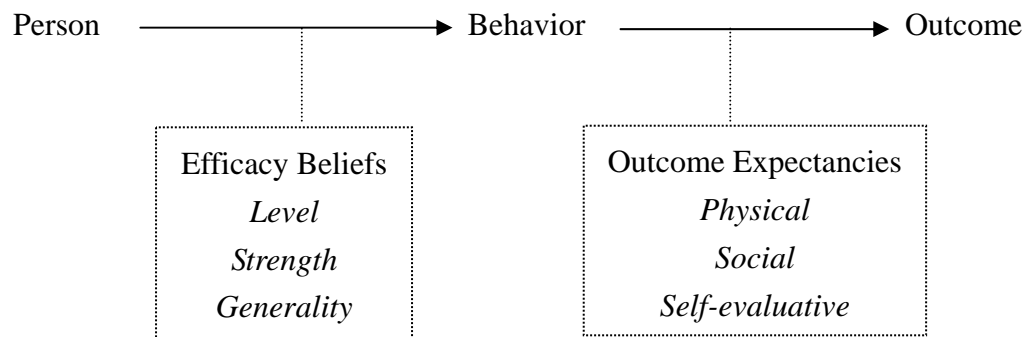 Person Behavior Outcome
Efficacy Beliefs
Level
Strength
Generality
Outcome Expectancies
Physical
Social
Self-evaluative